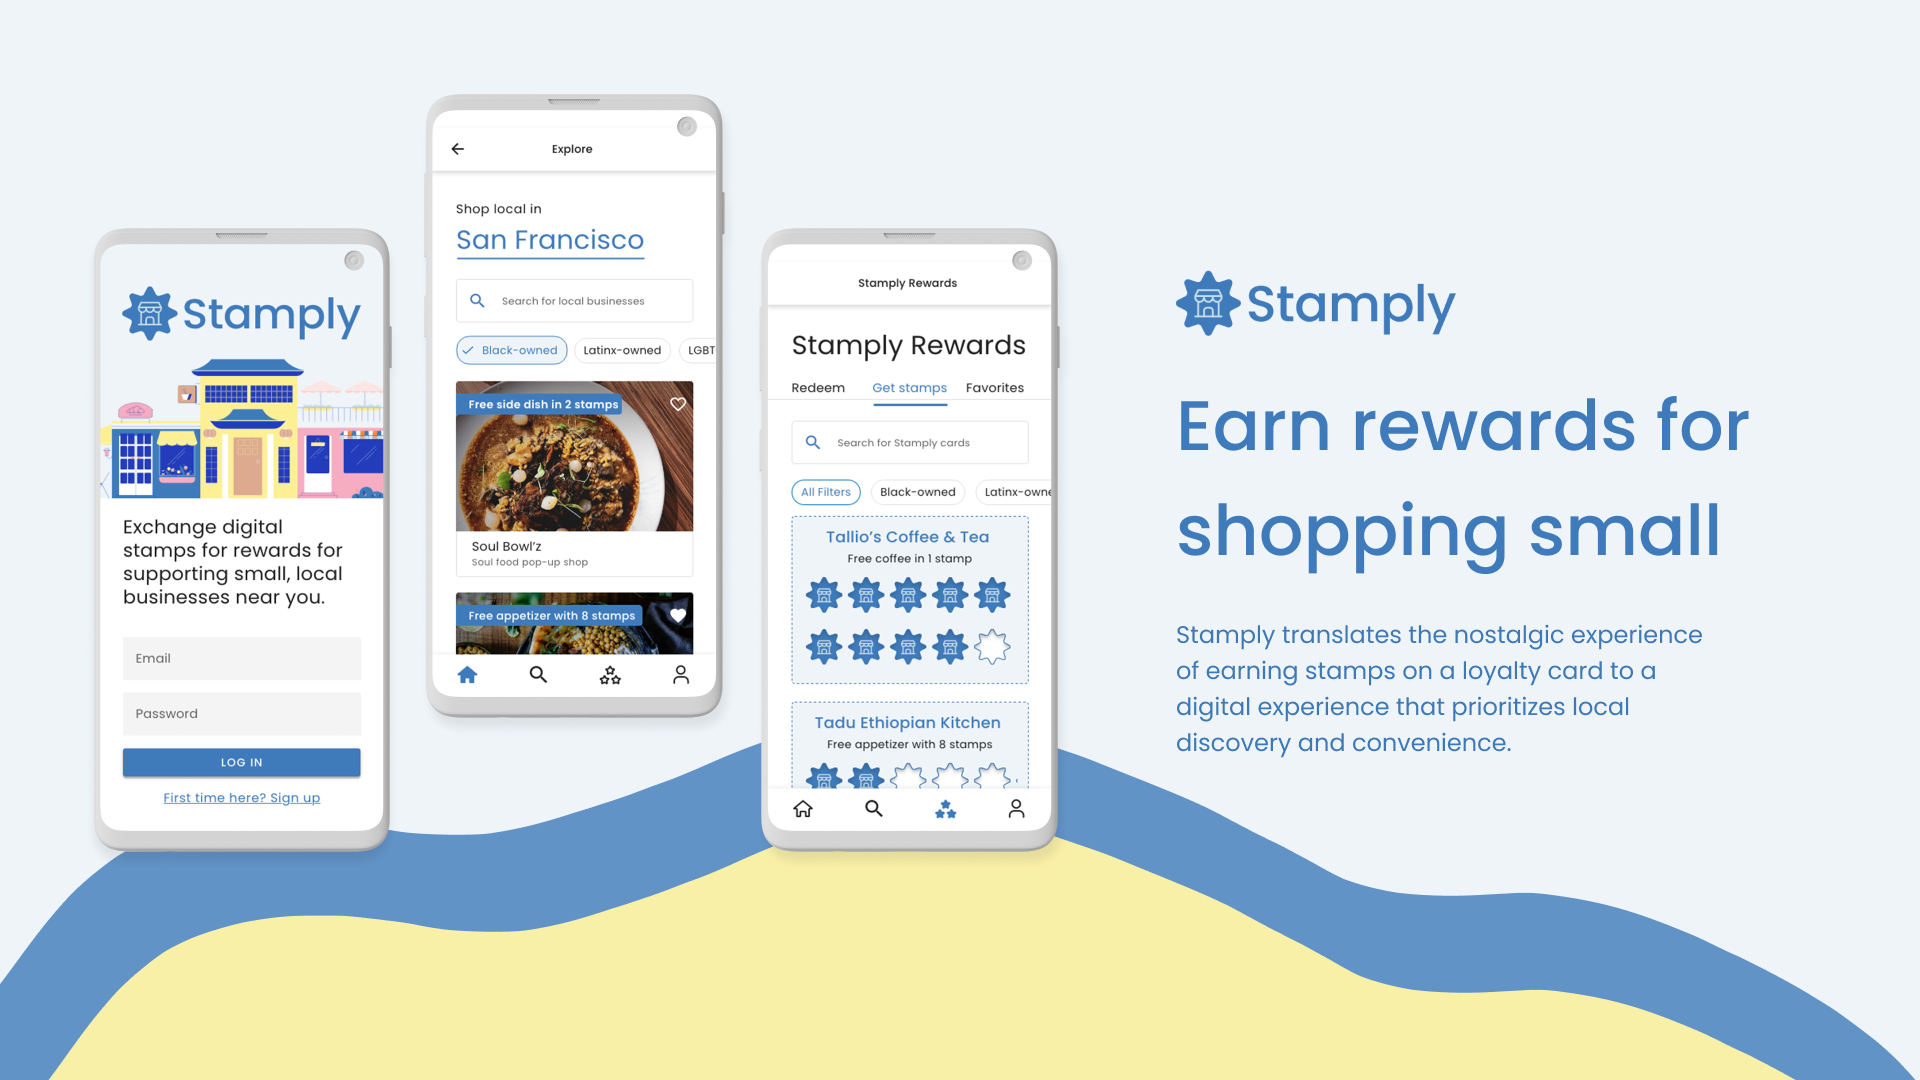 Stamply
Exchange digital
stamps for rewards for
supporting small, local
businesses near you.
Email
Password
LOG IN
First time here? Sign up
Explore
Shop local in
San Francisco
Search for local businesses
Black-owned
Latinx-owned
LGBT
Free side dish in 2 stamps
Soul Bowl’z
Soul food pop-up shop
Free appetizer with 8 stamps
Stamply Rewards
Stamply Rewards
Redeem
Get stamps
Favorites
Search for Stamply cards
All Filters
Black-owned
Latinx-owne
Tallio’s Coffee & Tea
Free coffee in 1 stamp
Tadu Ethiopian Kitchen
Free appetizer with 8 stamps
Stamply
Earn rewards for
shopping small
Stamply translates the nostalgic experience
of earning stamps on a loyalty card to a
digital experience that prioritizes local
discovery and convenience.